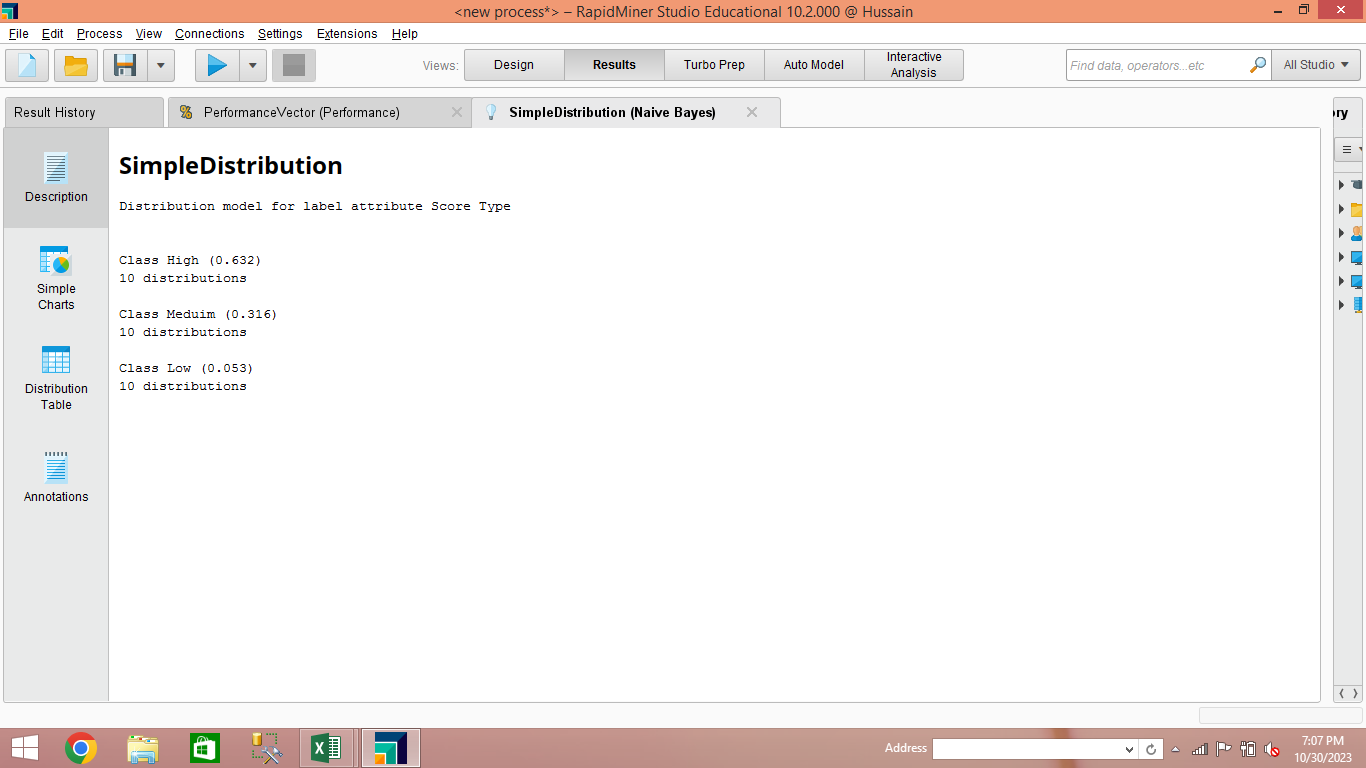 <new process*> – RapidMiner Studio Educational 10.2.000 @ Hussain
File Edit Process View Connections Settings Extensions Help
Views: Design Results Turbo Prep Auto Model Interactive Analysis
Find data, operators...etc
All Studio
Result History
PerformanceVector (Performance)
SimpleDistribution (Naive Bayes)
ory
Description
Simple
Charts
Distribution
Table
Annotations
SimpleDistribution
Distribution model for label attribute Score Type
Class High (0.632)
10 distributions
Class Meduim (0.316)
10 distributions
Class Low (0.053)
10 distributions
Address
7:07 PM
10/30/2023